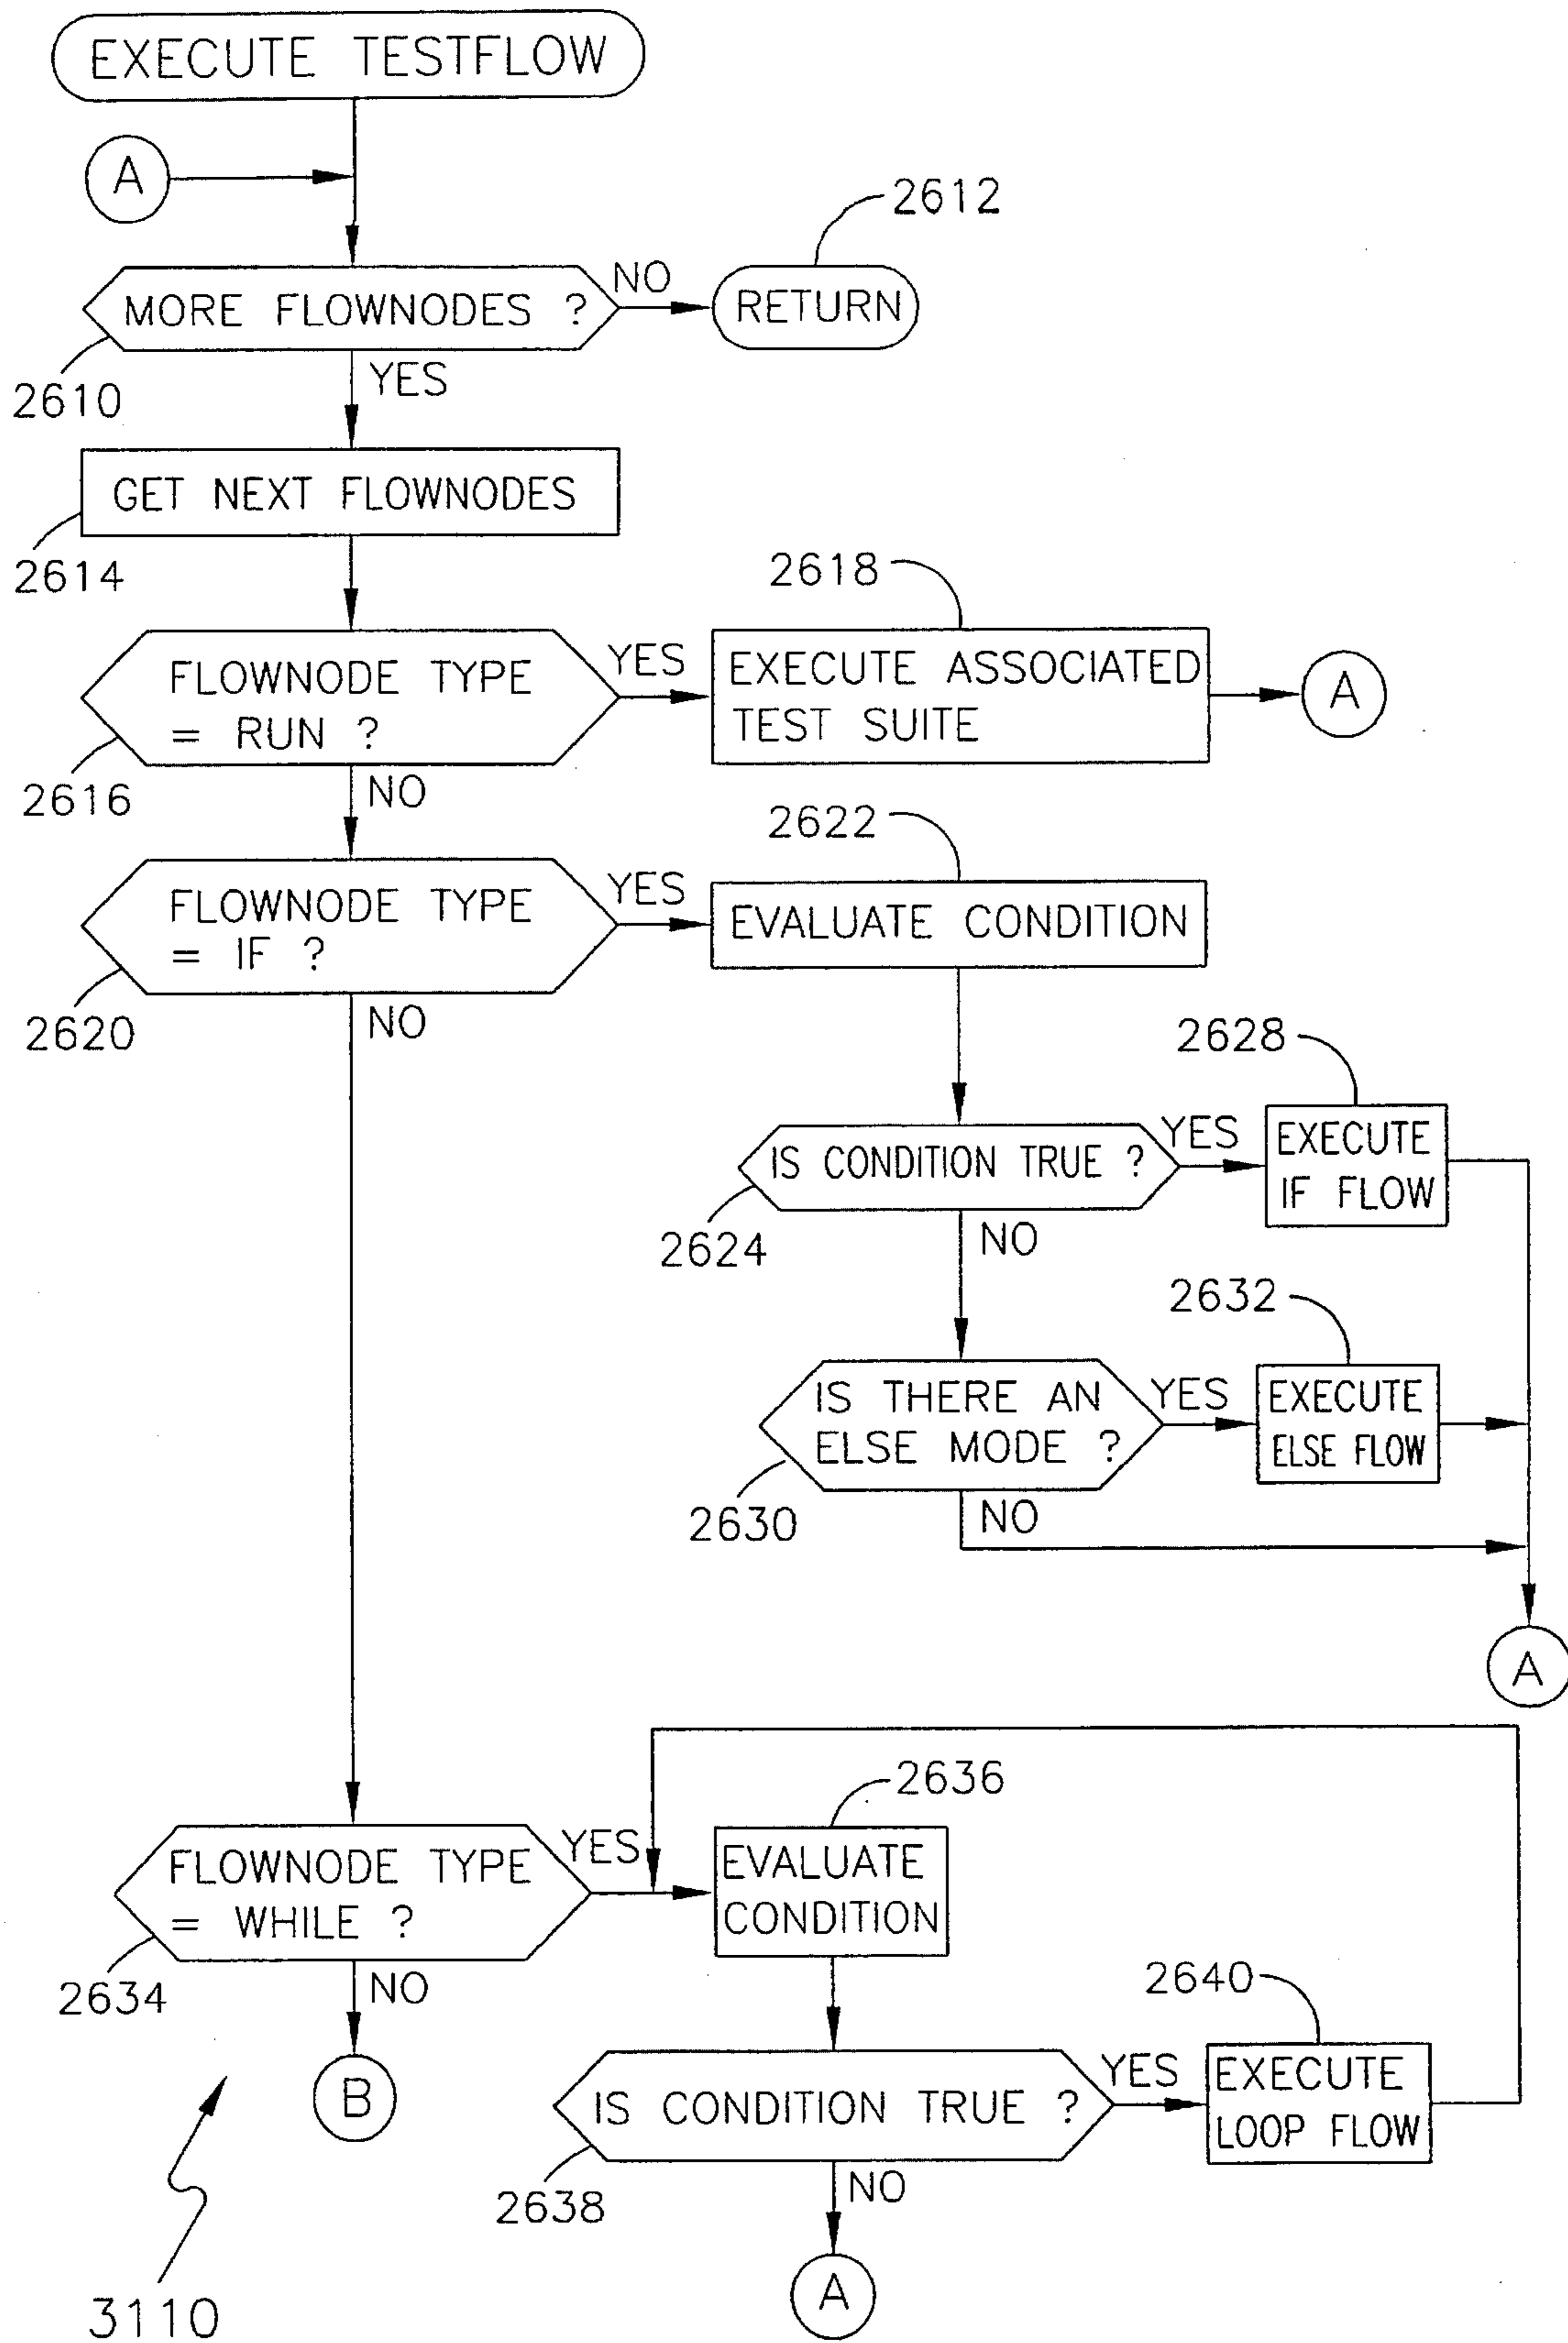 EXECUTE TESTFLOW
A
2612
MORE FLOWNODES ?
NO
RETURN
2610
YES
GET NEXT FLOWNODES
2614
2618
FLOWNODE TYPE
= RUN ?
YES
EXECUTE ASSOCIATED
TEST SUITE
A
2616
NO
2622
FLOWNODE TYPE
= IF ?
YES
EVALUATE CONDITION
2620
NO
2628
IS CONDITION TRUE ?
YES
EXECUTE
IF FLOW
2624
NO
2632
IS THERE AN
ELSE MODE ?
YES
EXECUTE
ELSE FLOW
2630
NO
A
2636
FLOWNODE TYPE
= WHILE ?
YES
EVALUATE
CONDITION
2634
NO
2640
B
IS CONDITION TRUE ?
YES
EXECUTE
LOOP FLOW
2638
NO
A
3110